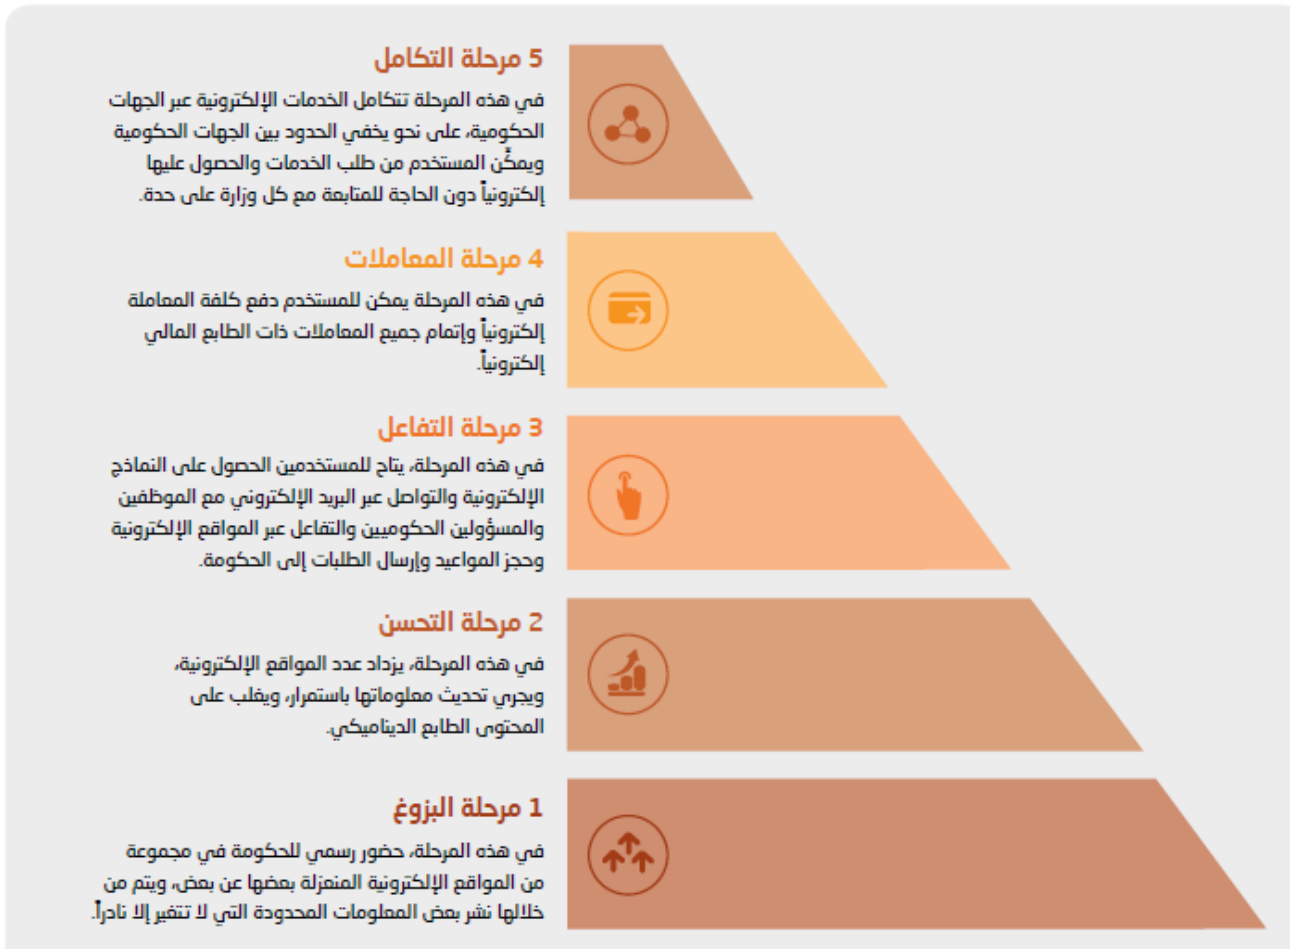 5 مرحلة التكامل
في هذه المرحلة تتكامل الخدمات الإلكترونية عبر الجهات
الحكومية، على نحو يخفي الحدود بين الجهات الحكومية
ويمكّن المستخدم من طلب الخدمات والحصول عليها
إلكترونياً دون الحاجة للمتابعة مع كل وزارة على حدة.
4 مرحلة المعاملات
في هذه المرحلة يمكن للمستخدم دفع كلفة المعاملة
إلكترونياً وإتمام جميع المعاملات ذات الطابع المالي
إلكترونياً.
3 مرحلة التفاعل
في هذه المرحلة، يتاح للمستخدمين الحصول على النماذج
الإلكترونية والتواصل عبر البريد الإلكتروني مع الموظفين
والمسؤولين الحكوميين والتفاعل عبر المواقع الإلكترونية
وحجز المواعيد وإرسال الطلبات إلى الحكومة.
2 مرحلة التحسن
في هذه المرحلة، يزداد عدد المواقع الإلكترونية،
ويجري تحديث معلوماتها باستمرار، ويغلب على
المحتوى الطابع الديناميكي.
1 مرحلة البزوغ
في هذه المرحلة، حضور رسمي للحكومة في مجموعة
من المواقع الإلكترونية المنعزلة بعضها عن بعض، ويتم من
خلالها نشر بعض المعلومات المحدودة التي لا تتغير إلا نادراً.